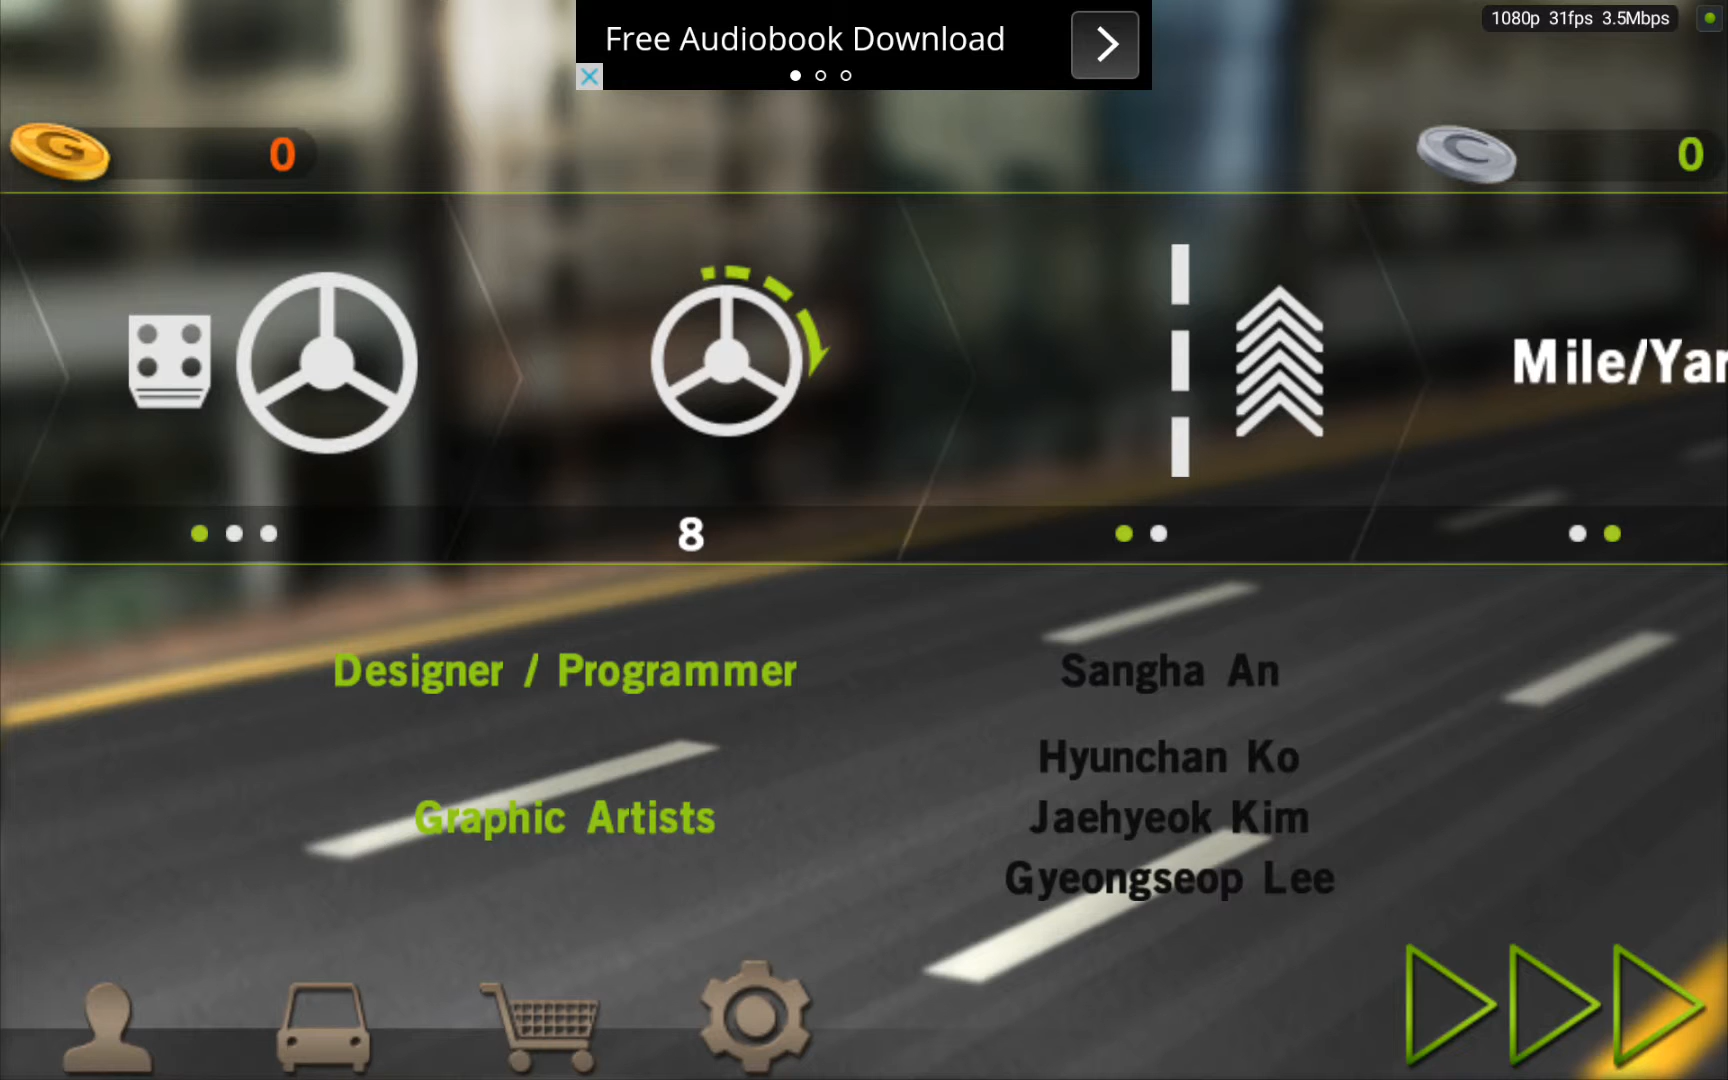 Free Audiobook Download
1080p 31fps 3.5Mbps
G
0
C
0
Mile/Yar
8
Designer / Programmer
Sangha An
Hyunchan Ko
Graphic Artists
Jaehyeok Kim
Gyeongseop Lee